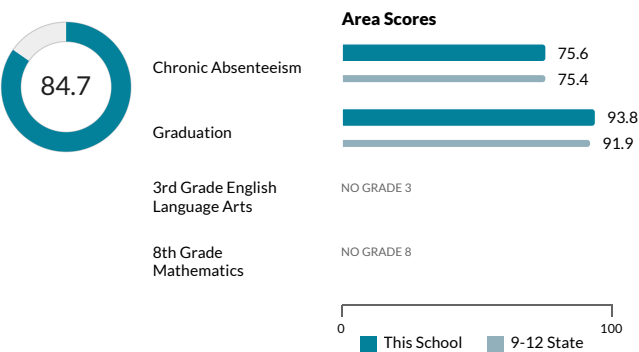 84.7
Area Scores
Chronic Absenteeism
75.6
75.4
Graduation
93.8
91.9
3rd Grade English
Language Arts
NO GRADE 3
8th Grade
Mathematics
NO GRADE 8
0
100
This School
9-12 State